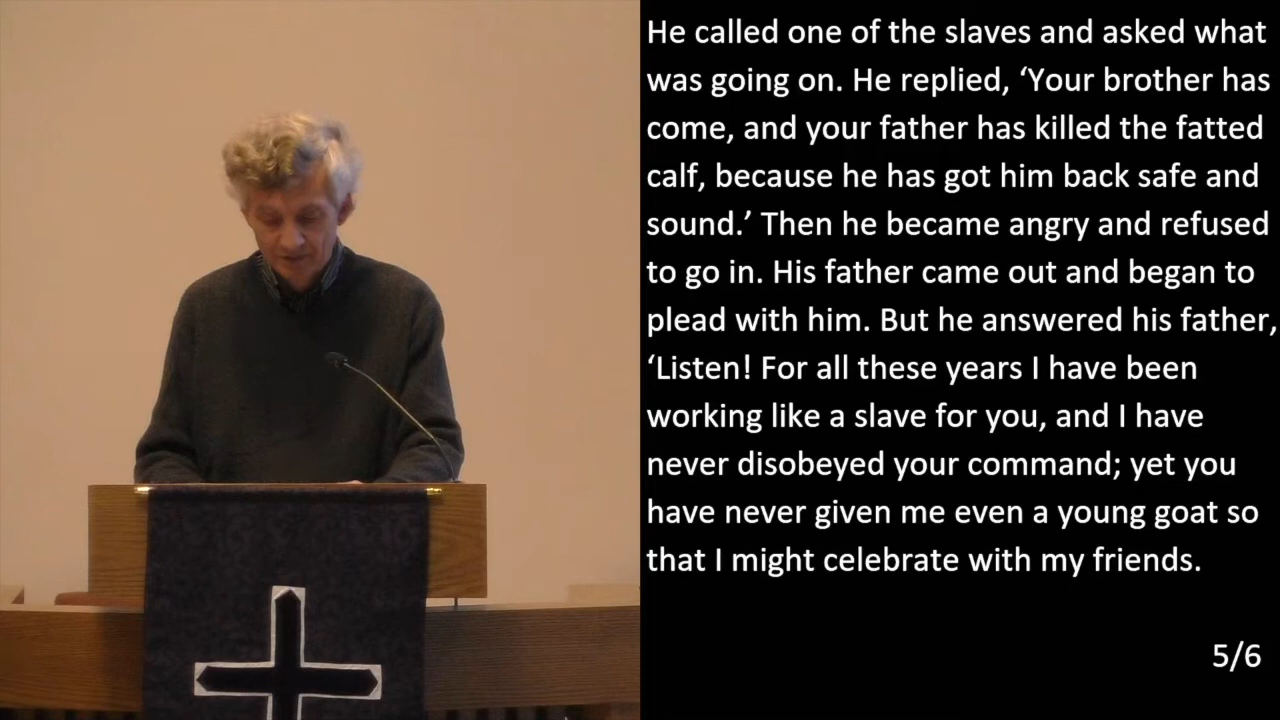 He called one of the slaves and asked what
was going on. He replied, ‘Your brother has
come, and your father has killed the fatted
calf, because he has got him back safe and
sound.’ Then he became angry and refused
to go in. His father came out and began to
plead with him. But he answered his father,
‘Listen! For all these years I have been
working like a slave for you, and I have
never disobeyed your command; yet you
have never given me even a young goat so
that I might celebrate with my friends.
5/6